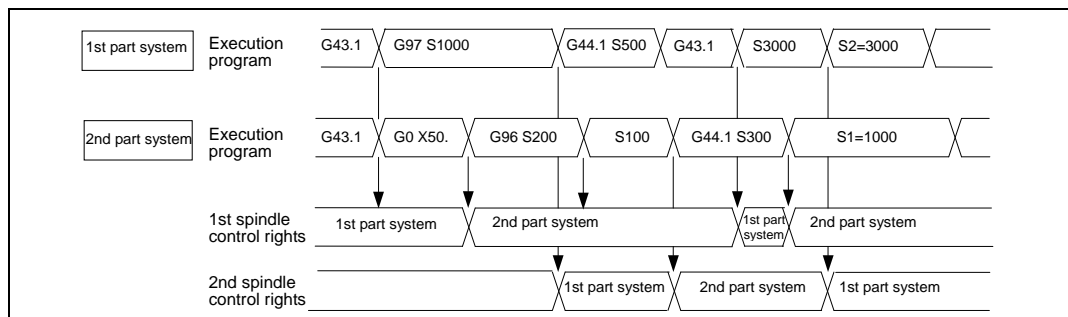 1st part system
Execution
program
G43.1
G97 S1000
G44.1 S500
G43.1
S3000
S2=3000
2nd part system
Execution
program
G43.1
G0 X50.
G96 S200
S100
G44.1 S300
S1=1000
1st spindle
control rights
1st part system
2nd part system
1st part
system
2nd part system
2nd spindle
control rights
1st part system
2nd part system
1st part system